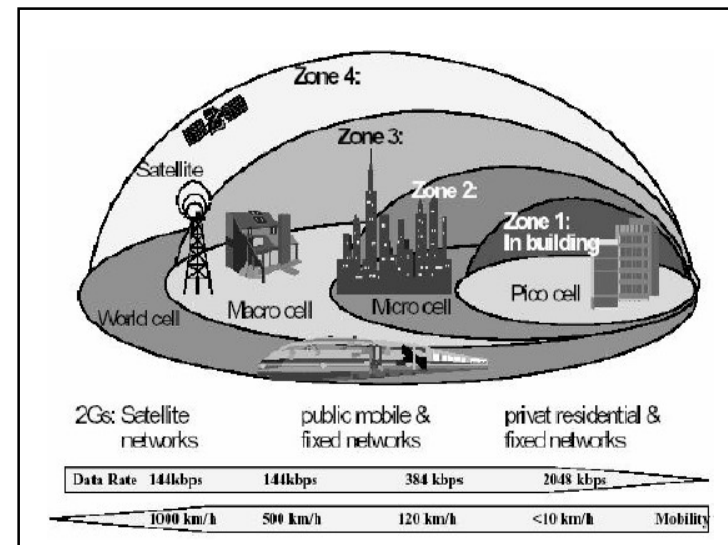 Zone 4:
Zone 3:
Satellite
Zone 2:
Zone 1:
In building
World cell
Macro cell
Micro cell
Pico cell
2Gs: Satellite
networks
public mobile &
fixed networks
privat residential &
fixed networks
Data Rate 144kbps 144kbps 384 kbps 2048 kbps
1000 km/h 500 km/h 120 km/h <10 km/h Mobility